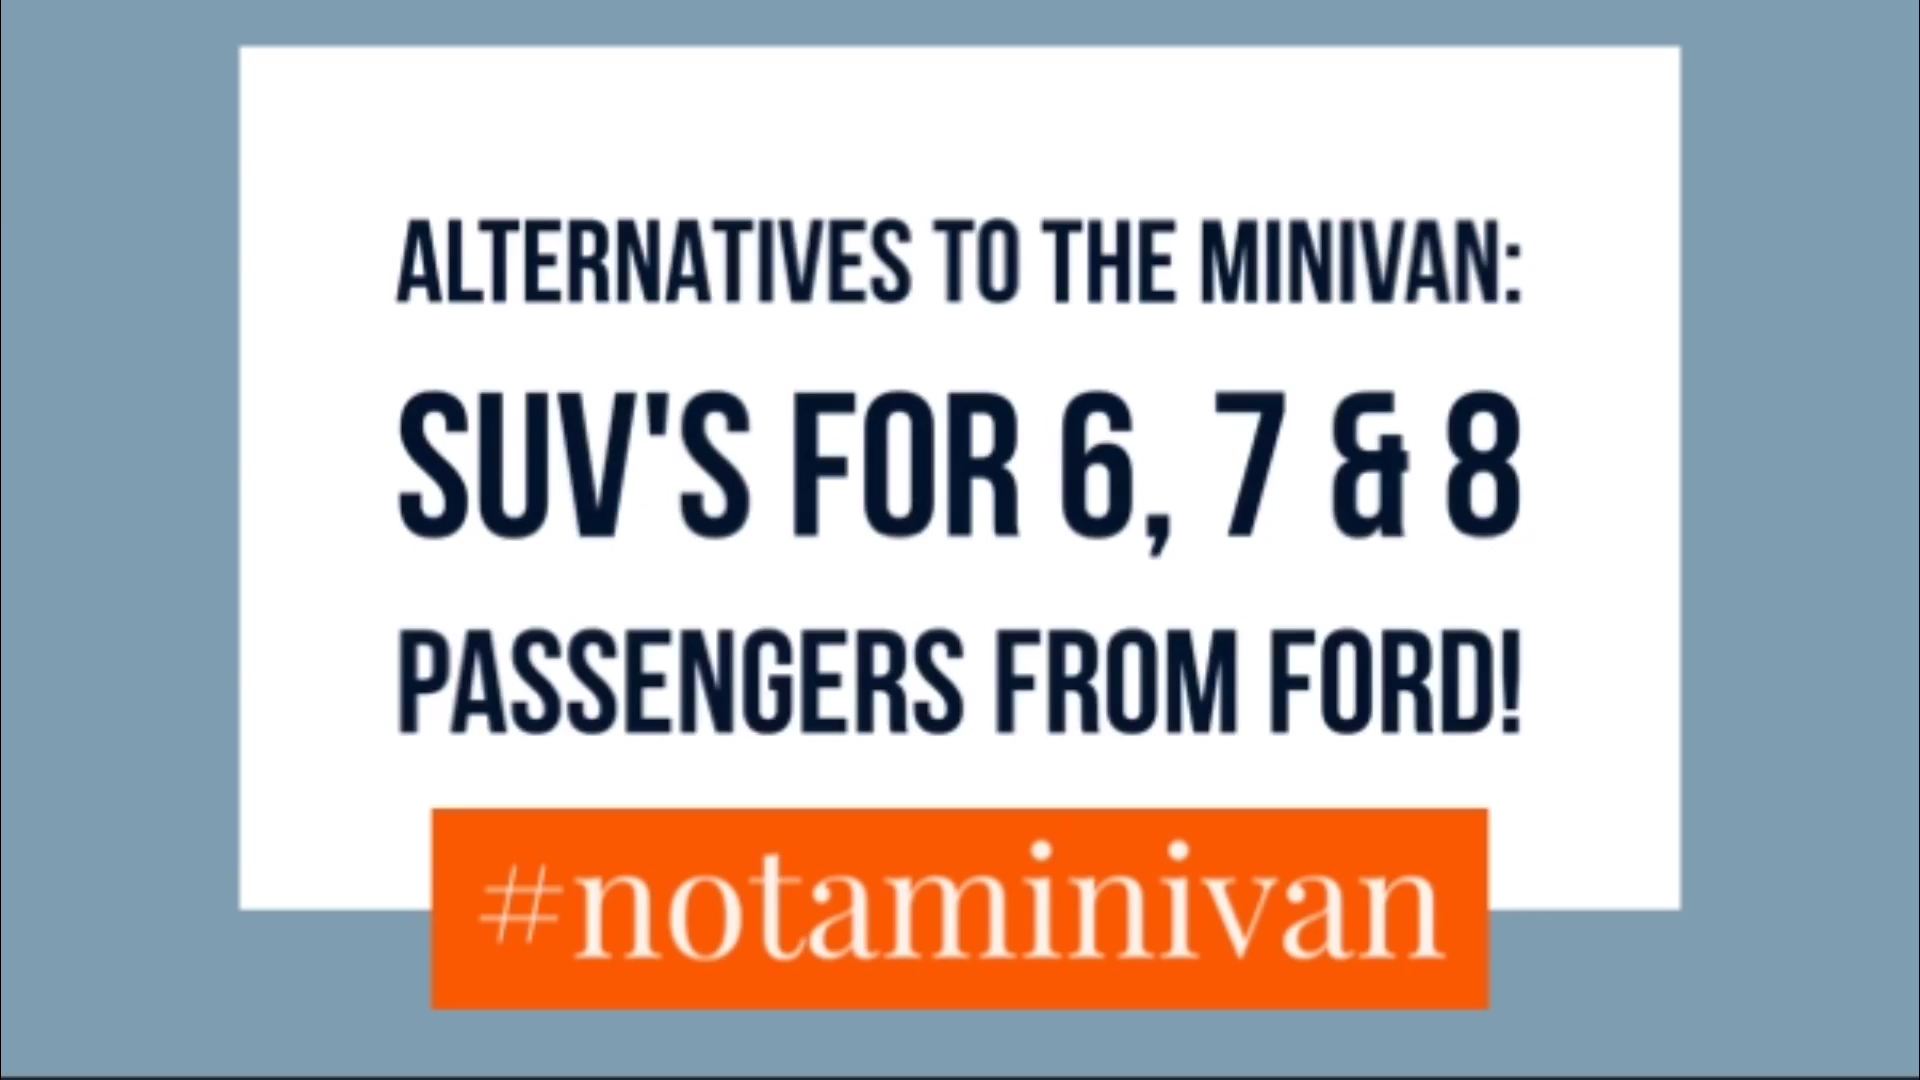 ALTERNATIVES TO THE MINIVAN:
SUV'S FOR 6, 7 & 8
PASSENGERS FROM FORD!
#notaminivan